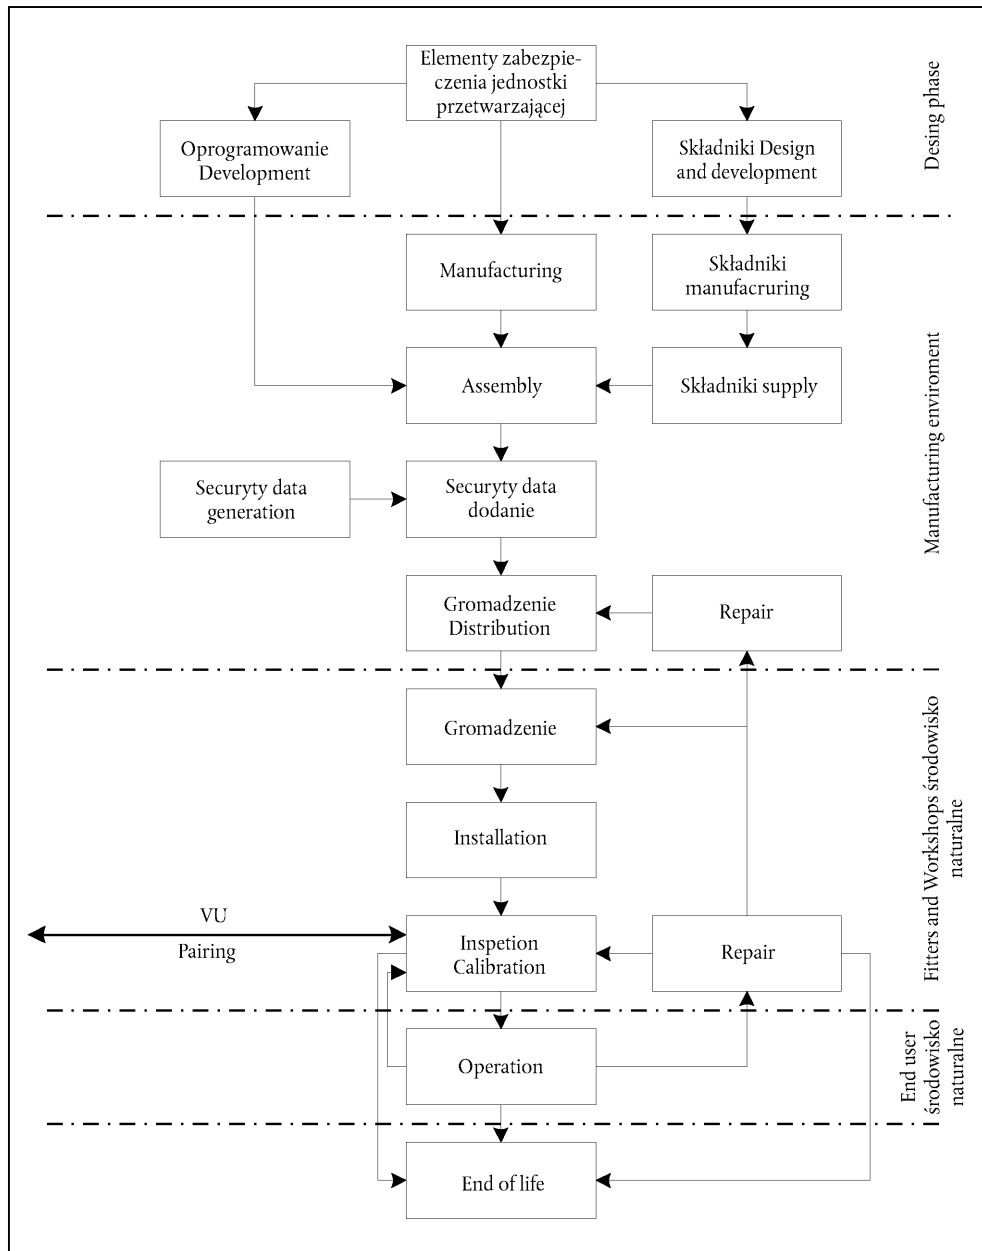 Elementy zabezpie-
czenia jednostki
przetwarzającej
Oprogramowanie
Development
Składniki Design
and development
Desing phase
Manufacturing
Składniki
manufacruring
Assembly
Składniki supply
Securyty data
generation
Securyty data
dodanie
Gromadzenie
Distribution
Repair
Manufacturing enviroment
Gromadzenie
Installation
VU
Pairing
Inspetion
Calibration
Repair
Fitters and Workshops środowisko
naturalne
Operation
End user
środowisko
naturalne
End of life